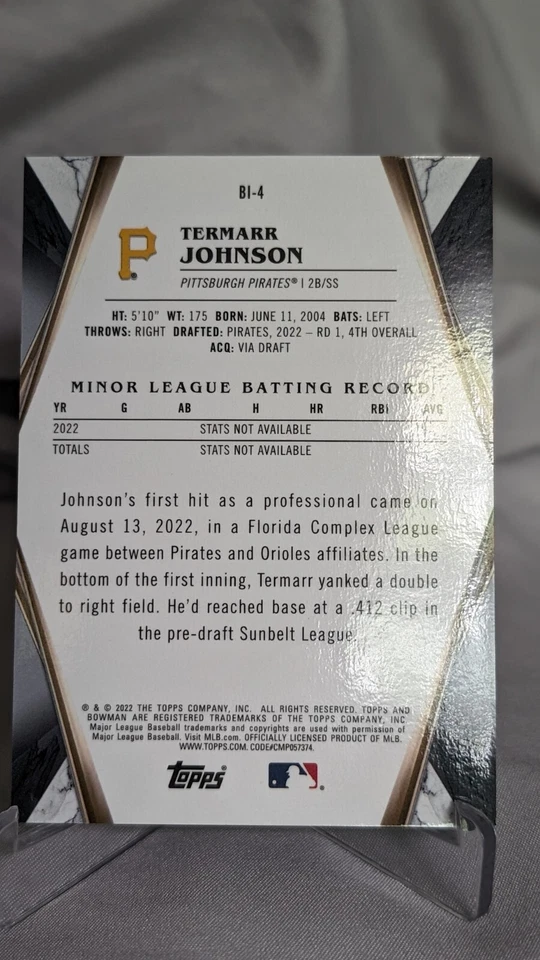 BI-4
P
TERMARR
JOHNSON
PITTSBURGH PIRATES® | 2B/SS
HT: 5'10" WT: 175 BORN: JUNE 11, 2004 BATS: LEFT
THROWS: RIGHT DRAFTED: PIRATES, 2022 – RD 1, 4TH OVERALL
ACQ: VIA DRAFT
MINOR LEAGUE BATTING RECORD
YR G AB H HR RBI AVG
2022 STATS NOT AVAILABLE
TOTALS STATS NOT AVAILABLE
Johnson's first hit as a professional came on
August 13, 2022, in a Florida Complex League
game between Pirates and Orioles affiliates. In the
bottom of the first inning, Termarr yanked a double
to right field. He'd reached base at a .412 clip in
the pre-draft Sunbelt League.
® & © 2022 THE TOPPS COMPANY, INC. ALL RIGHTS RESERVED. TOPPS AND
BOWMAN ARE REGISTERED TRADEMARKS OF THE TOPPS COMPANY, INC
Major League Baseball trademarks and copyrights are used with permission of
Major League Baseball. Visit MLB.com. OFFICIALLY LICENSED PRODUCT OF MLB.
WWW.TOPPS.COM. CODE#CMP057374.
Topps